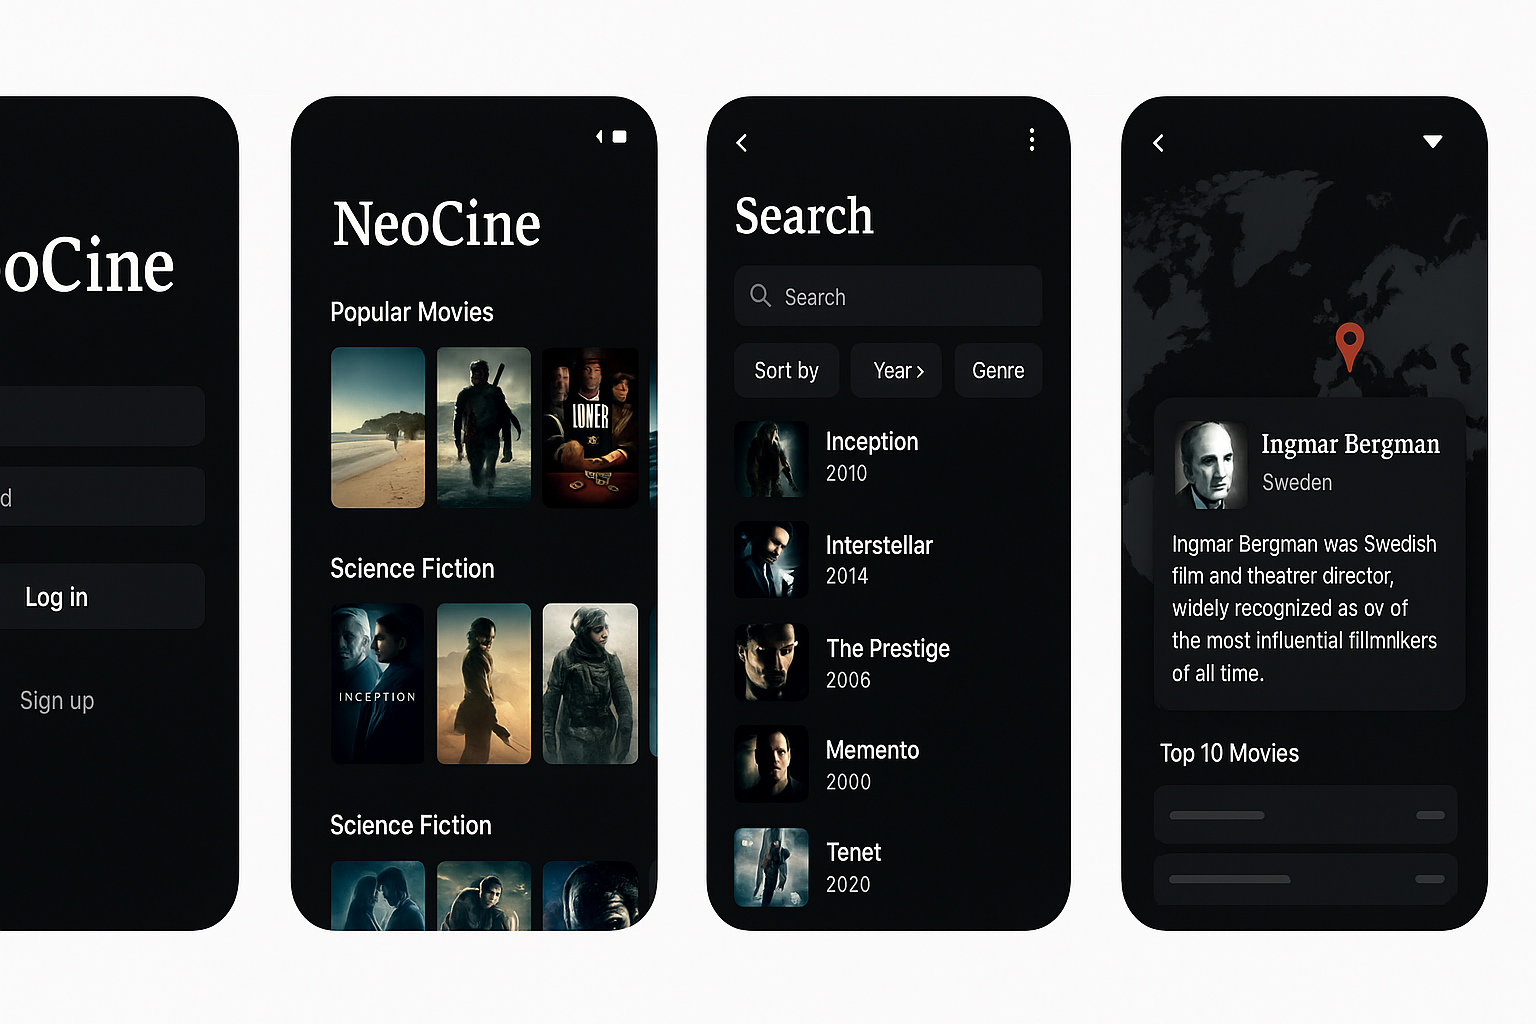 oCine
d
Log in
Sign up
NeoCine
Popular Movies
LONER
Science Fiction
INCEPTION
Science Fiction
Search
Search
Sort by
Year ›
Genre
Inception
2010
Interstellar
2014
The Prestige
2006
Memento
2000
Tenet
2020
Ingmar Bergman
Sweden
Ingmar Bergman was Swedish
film and theatrer director,
widely recognized as ov of
the most influential fillmnlkers
of all time.
Top 10 Movies